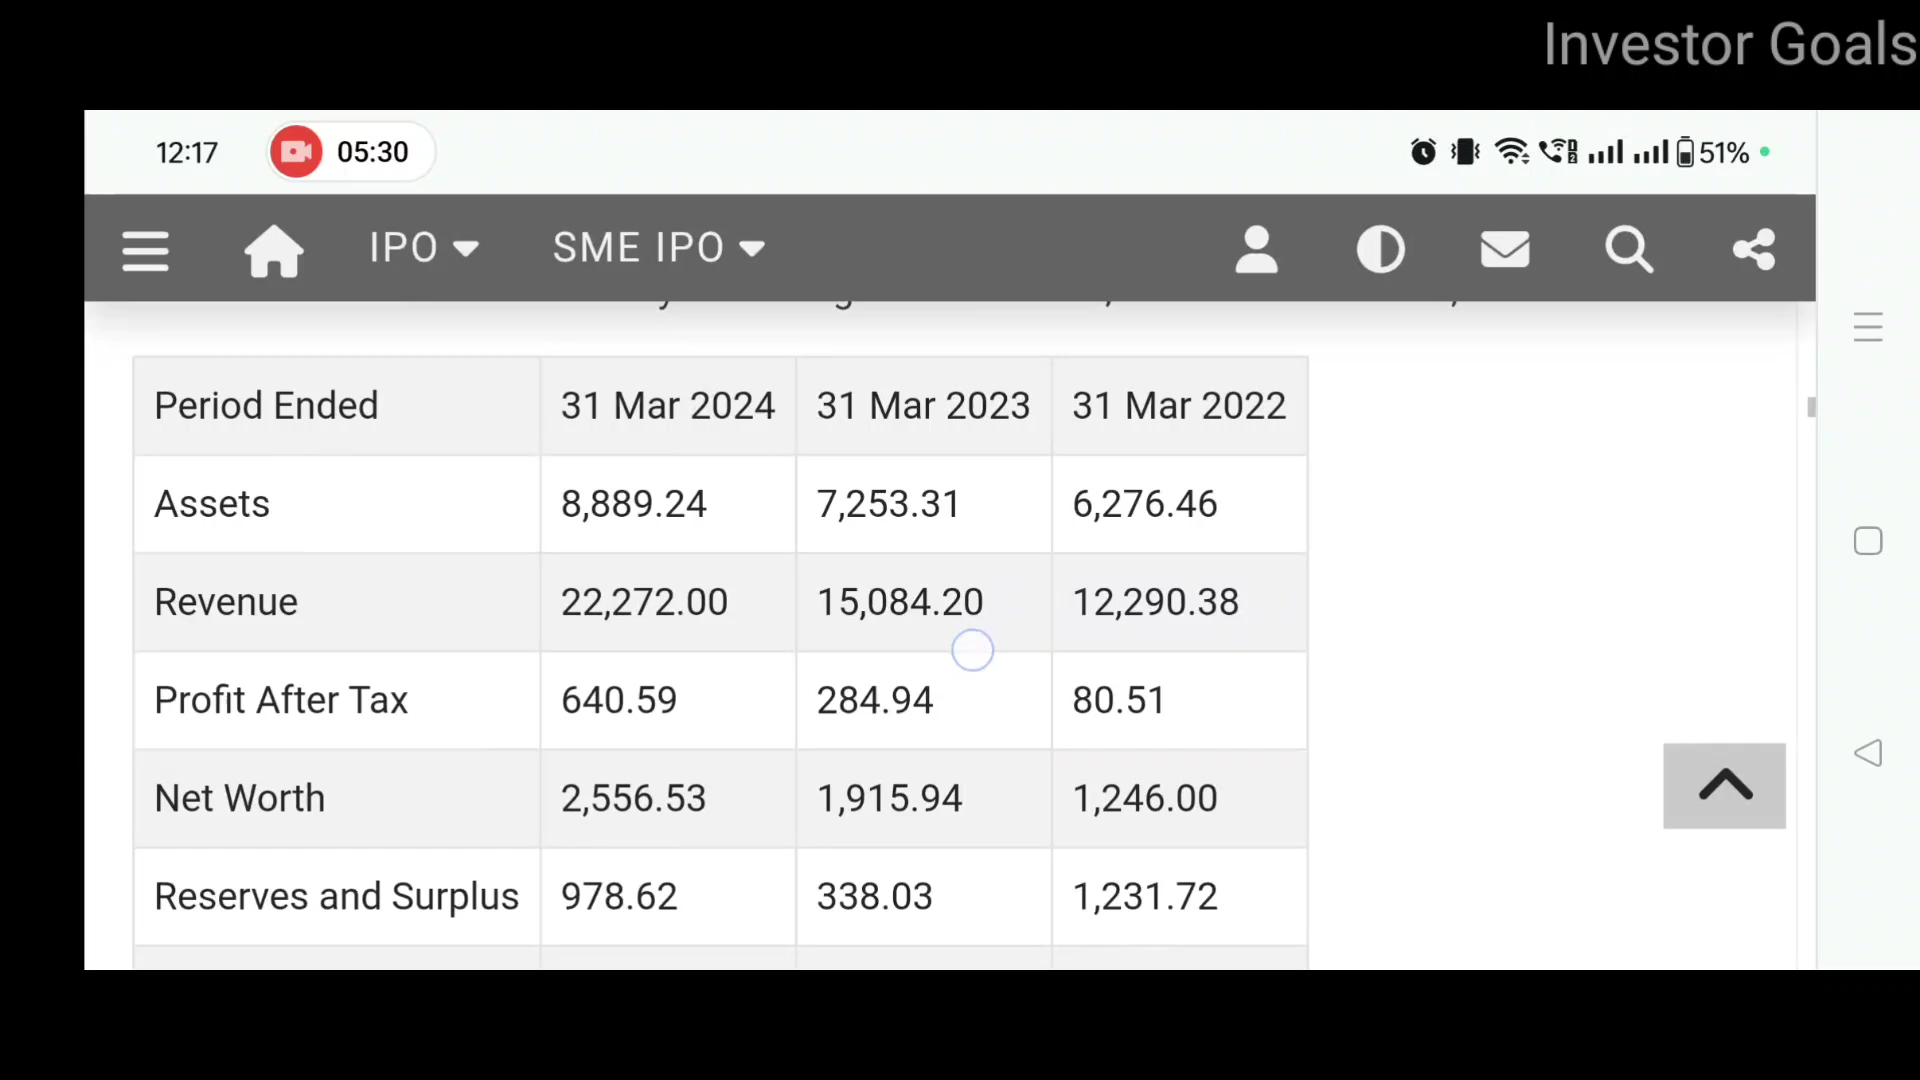 Investor Goals
12:17 05:30 51%
IPO SME IPO
Period Ended 31 Mar 2024 31 Mar 2023 31 Mar 2022
Assets 8,889.24 7,253.31 6,276.46
Revenue 22,272.00 15,084.20 12,290.38
Profit After Tax 640.59 284.94 80.51
Net Worth 2,556.53 1,915.94 1,246.00
Reserves and Surplus 978.62 338.03 1,231.72